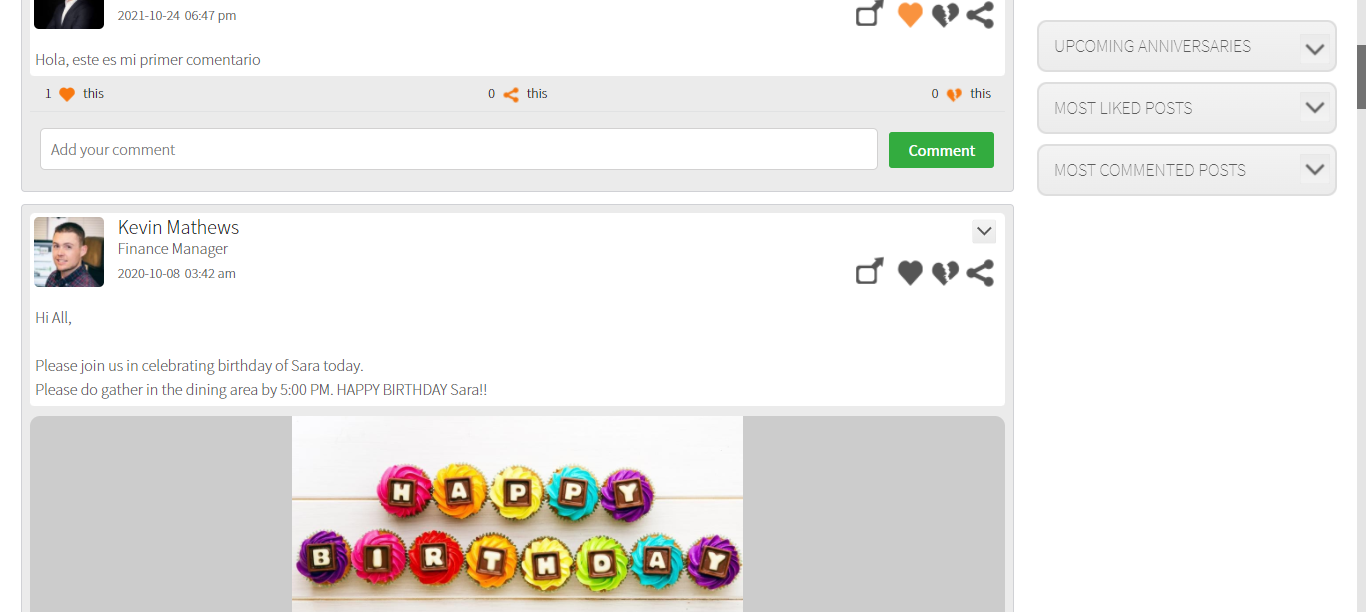 2021-10-24 06:47 pm
Hola, este es mi primer comentario
1 this
0 this
0 this
Add your comment
Comment
Kevin Mathews
Finance Manager
2020-10-08 03:42 am
Hi All,
Please join us in celebrating birthday of Sara today.
Please do gather in the dining area by 5:00 PM. HAPPY BIRTHDAY Sara!!
HAPPY
BIRTHDAY
UPCOMING ANNIVERSARIES
MOST LIKED POSTS
MOST COMMENTED POSTS